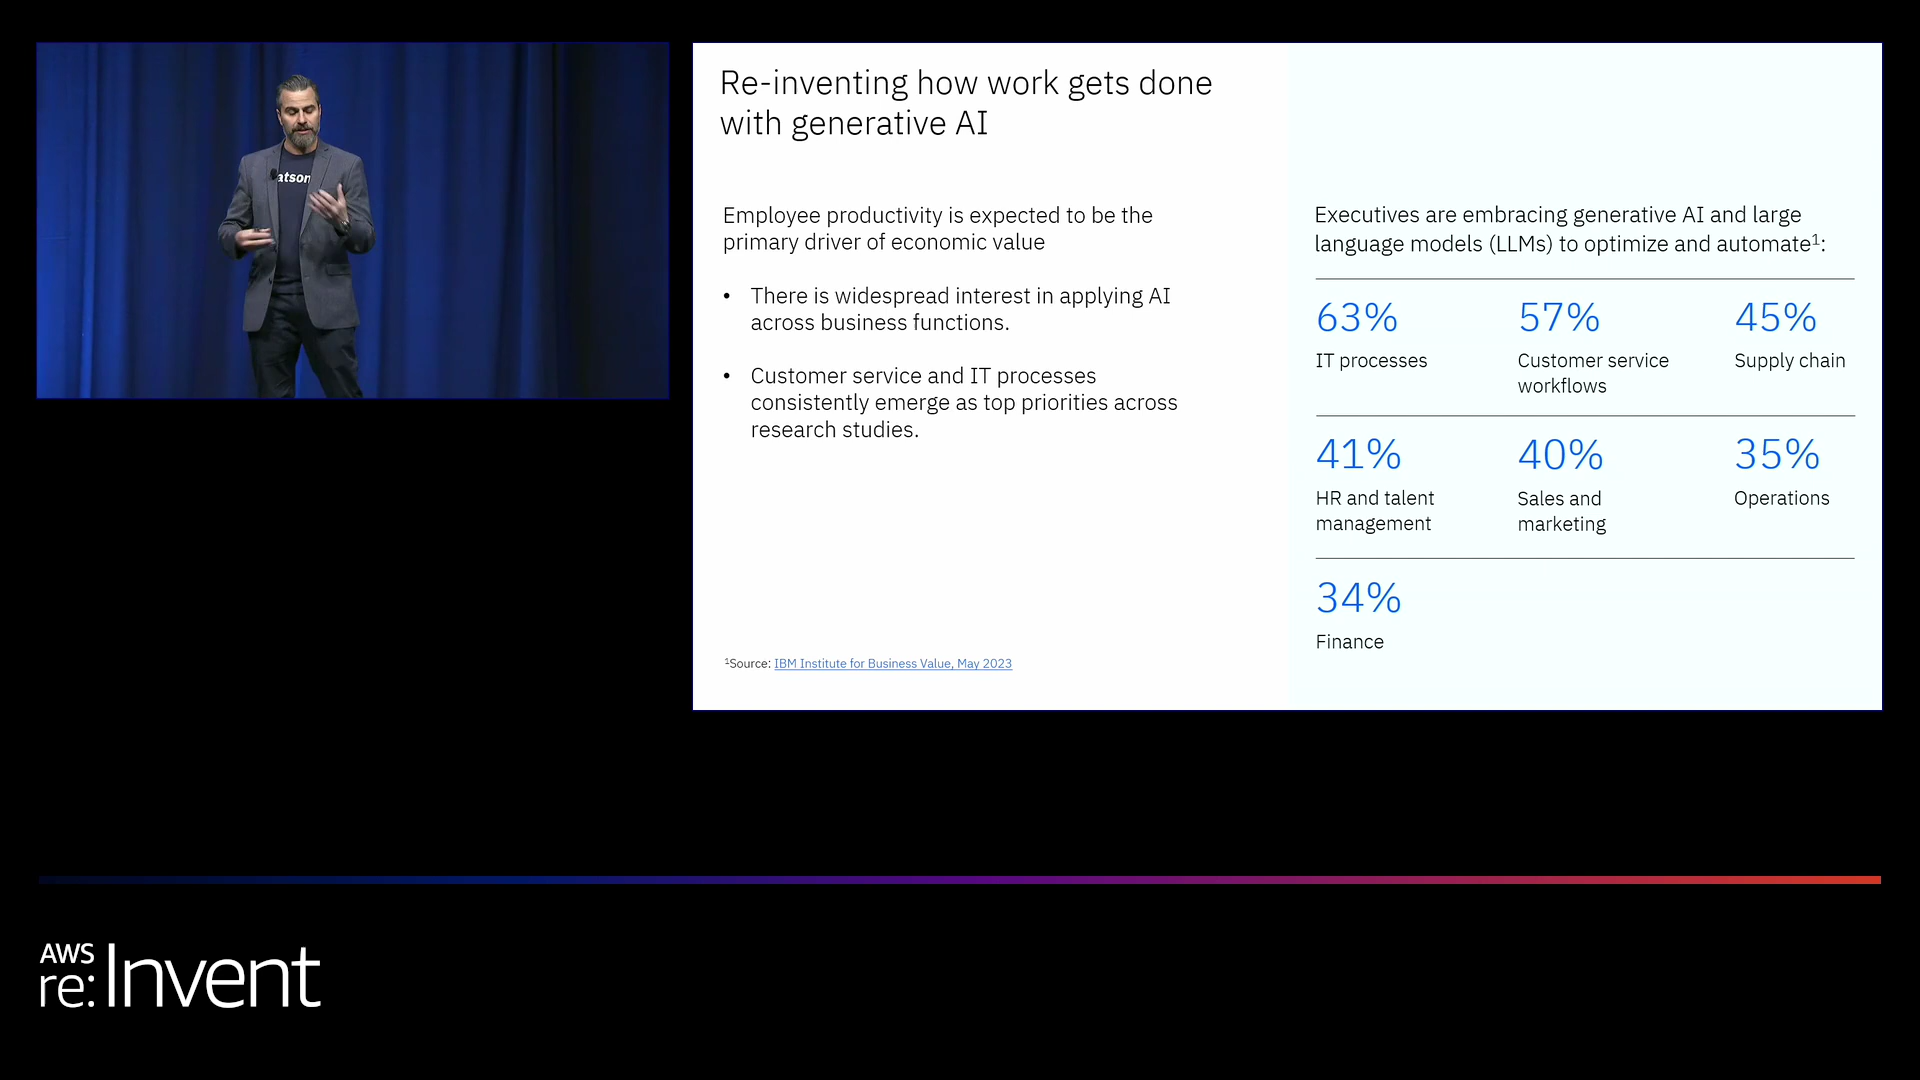 atson
Re-inventing how work gets done
with generative AI
Employee productivity is expected to be the
primary driver of economic value
• There is widespread interest in applying AI
across business functions.
• Customer service and IT processes
consistently emerge as top priorities across
research studies.
¹Source: IBM Institute for Business Value, May 2023
Executives are embracing generative AI and large
language models (LLMs) to optimize and automate¹:
63%
IT processes
57%
Customer service
workflows
45%
Supply chain
41%
HR and talent
management
40%
Sales and
marketing
35%
Operations
34%
Finance
AWS
re:Invent